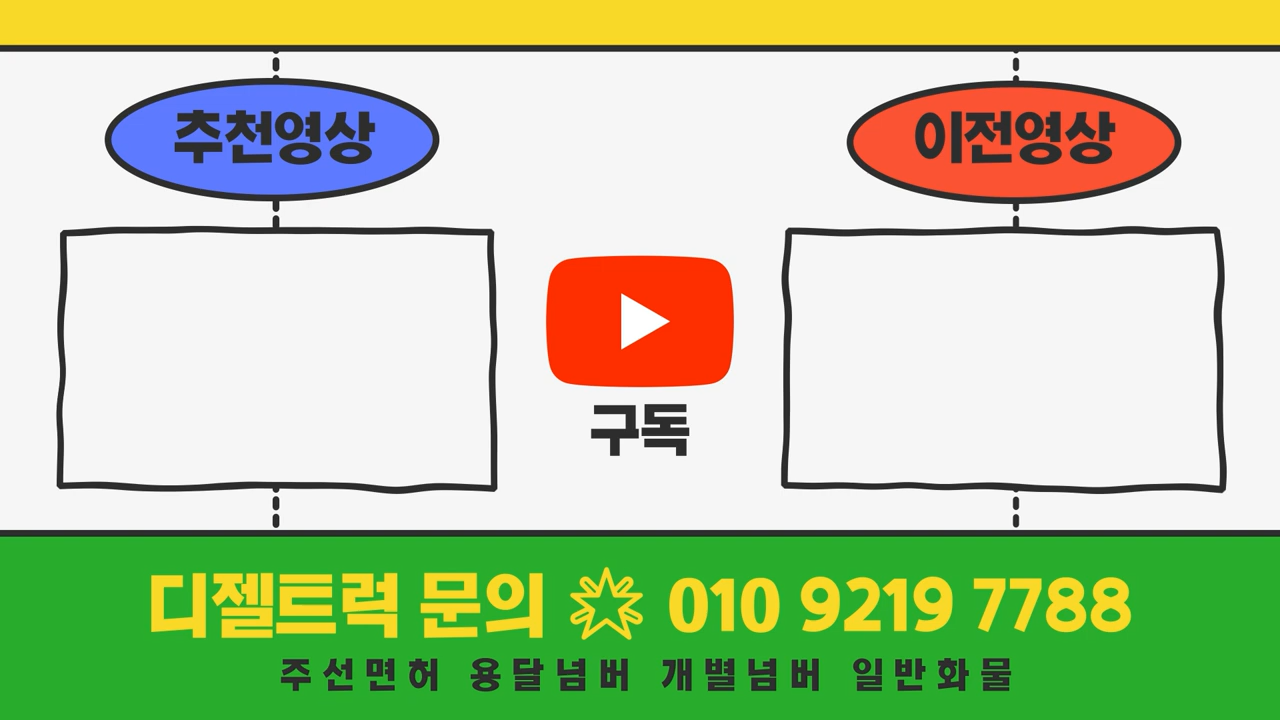 추천영상
이전영상
구독
디젤트럭 문의 010 9219 7788
주선면허 용달넘버 개별넘버 일반화물